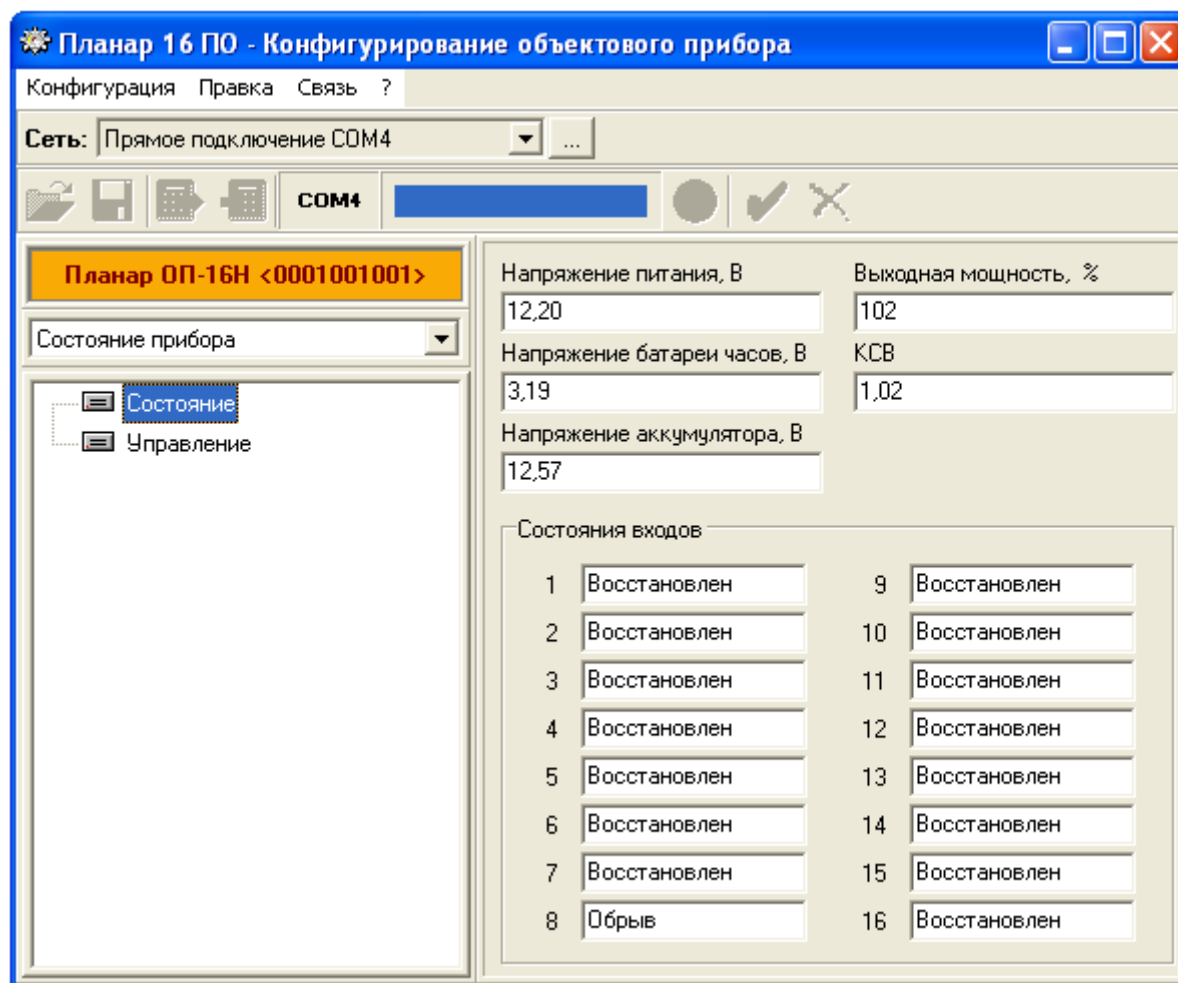 Планар 16 ПО - Конфигурирование объектового прибора
Конфигурация Правка Связь ?
Сеть: Прямое подключение COM4 ...
COM4
Планар ОП-16Н <0001001001>
Состояние прибора
Состояние
Управление
Напряжение питания, В
12,20
Выходная мощность, %
102
Напряжение батареи часов, В
3,19
КСВ
1,02
Напряжение аккумулятора, В
12,57
Состояния входов
1 Восстановлен
2 Восстановлен
3 Восстановлен
4 Восстановлен
5 Восстановлен
6 Восстановлен
7 Восстановлен
8 Обрыв
9 Восстановлен
10 Восстановлен
11 Восстановлен
12 Восстановлен
13 Восстановлен
14 Восстановлен
15 Восстановлен
16 Восстановлен